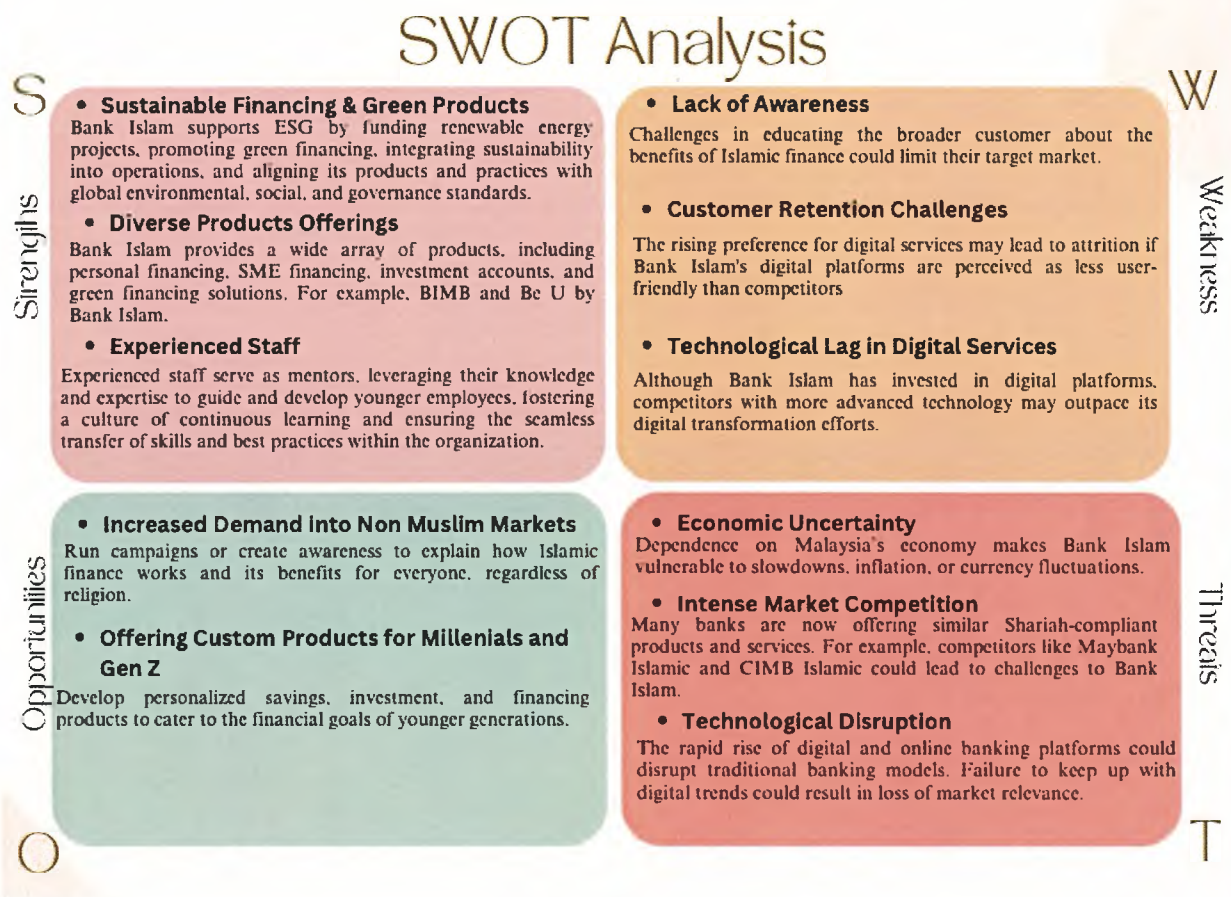 SWOT Analysis
S
Strengths
• Sustainable Financing & Green Products
Bank Islam supports ESG by funding renewable energy
projects, promoting green financing, integrating sustainability
into operations, and aligning its products and practices with
global environmental, social, and governance standards.
• Diverse Products Offerings
Bank Islam provides a wide array of products, including
personal financing, SME financing, investment accounts, and
green financing solutions. For example, BIMB and Be U by
Bank Islam.
• Experienced Staff
Experienced staff serve as mentors, leveraging their knowledge
and expertise to guide and develop younger employees, fostering
a culture of continuous learning and ensuring the seamless
transfer of skills and best practices within the organization.
W
Weakness
• Lack of Awareness
Challenges in educating the broader customer about the
benefits of Islamic finance could limit their target market.
• Customer Retention Challenges
The rising preference for digital services may lead to attrition if
Bank Islam's digital platforms are perceived as less user-
friendly than competitors
• Technological Lag in Digital Services
Although Bank Islam has invested in digital platforms,
competitors with more advanced technology may outpace its
digital transformation efforts.
Opportunities
• Increased Demand into Non Muslim Markets
Run campaigns or create awareness to explain how Islamic
finance works and its benefits for everyone, regardless of
religion.
• Offering Custom Products for Millenials and
Gen Z
Develop personalized savings, investment, and financing
products to cater to the financial goals of younger generations.
O
Threats
• Economic Uncertainty
Dependence on Malaysia's economy makes Bank Islam
vulnerable to slowdowns, inflation, or currency fluctuations.
• Intense Market Competition
Many banks are now offering similar Shariah-compliant
products and services. For example, competitors like Maybank
Islamic and CIMB Islamic could lead to challenges to Bank
Islam.
• Technological Disruption
The rapid rise of digital and online banking platforms could
disrupt traditional banking models. Failure to keep up with
digital trends could result in loss of market relevance.
T